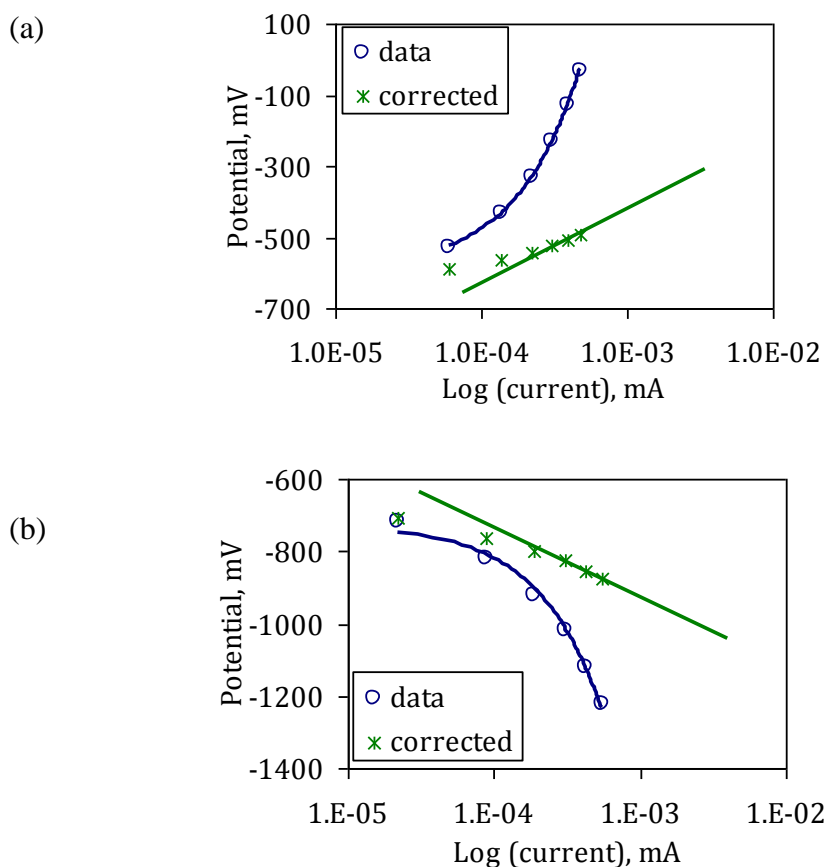 (a)
100
-100
-300
-500
-700
Potential, mV
data
corrected
1.0E-05 1.0E-04 1.0E-03 1.0E-02
Log (current), mA
(b)
-600
-800
-1000
-1200
-1400
Potential, mV
data
corrected
1.E-05 1.E-04 1.E-03 1.E-02
Log (current), mA